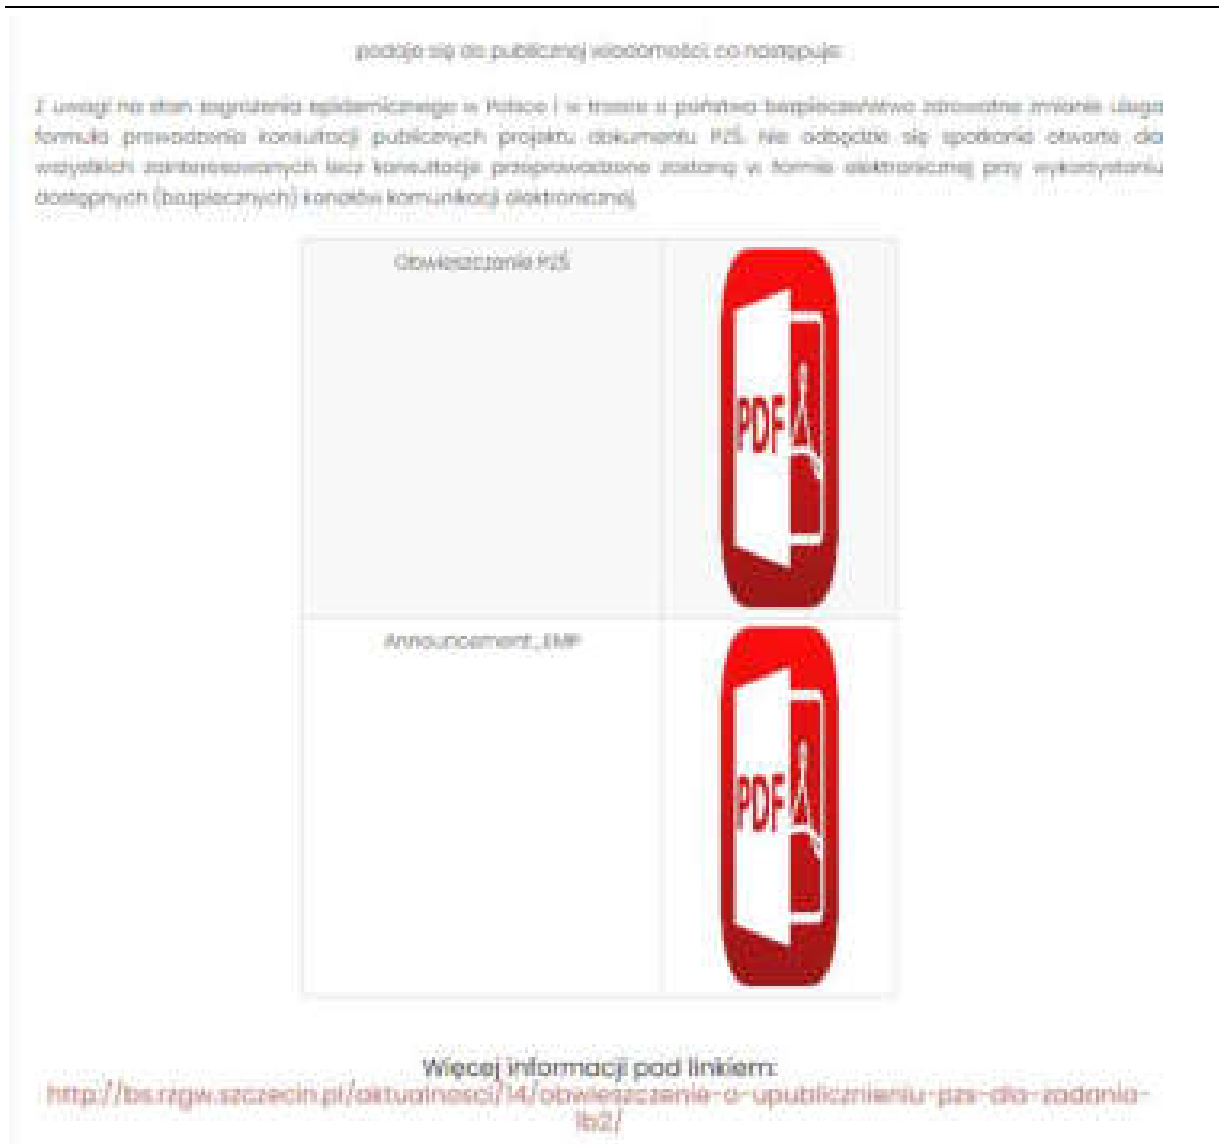 podaje się do publicznej wiadomości, co następuje:
Z uwagi na stan zagrożenia epidemicznego w Polsce i w trosce o państwa bezpieczeństwo zdrowotne zmianie ulega
formuła prowadzenia konsultacji publicznych projektu dokumentu PZŚ. Nie odbędzie się spotkanie otwarte dla
wszystkich zainteresowanych lecz konsultacje przeprowadzone zostaną w formie elektronicznej przy wykorzystaniu
dostępnych (bezpiecznych) kanałów komunikacji elektronicznej.
Obwieszczenie PZŚ
PDF
Announcement_EMP
PDF
Więcej informacji pod linkiem:
http://bs.rzgw.szczecin.pl/aktualnosci/14/obwieszczenie-o-upublicznieniu-pzs-dla-zadania-
1b2/